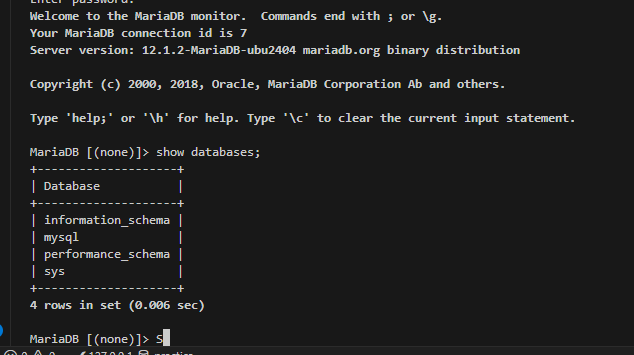 Enter password:
Welcome to the MariaDB monitor.  Commands end with ; or \g.
Your MariaDB connection id is 7
Server version: 12.1.2-MariaDB-ubu2404 mariadb.org binary distribution
Copyright (c) 2000, 2018, Oracle, MariaDB Corporation Ab and others.
Type 'help;' or '\h' for help. Type '\c' to clear the current input statement.
MariaDB [(none)]> show databases;
+--------------------+
| Database           |
+--------------------+
| information_schema |
| mysql              |
| performance_schema |
| sys                |
+--------------------+
4 rows in set (0.006 sec)
MariaDB [(none)]> S